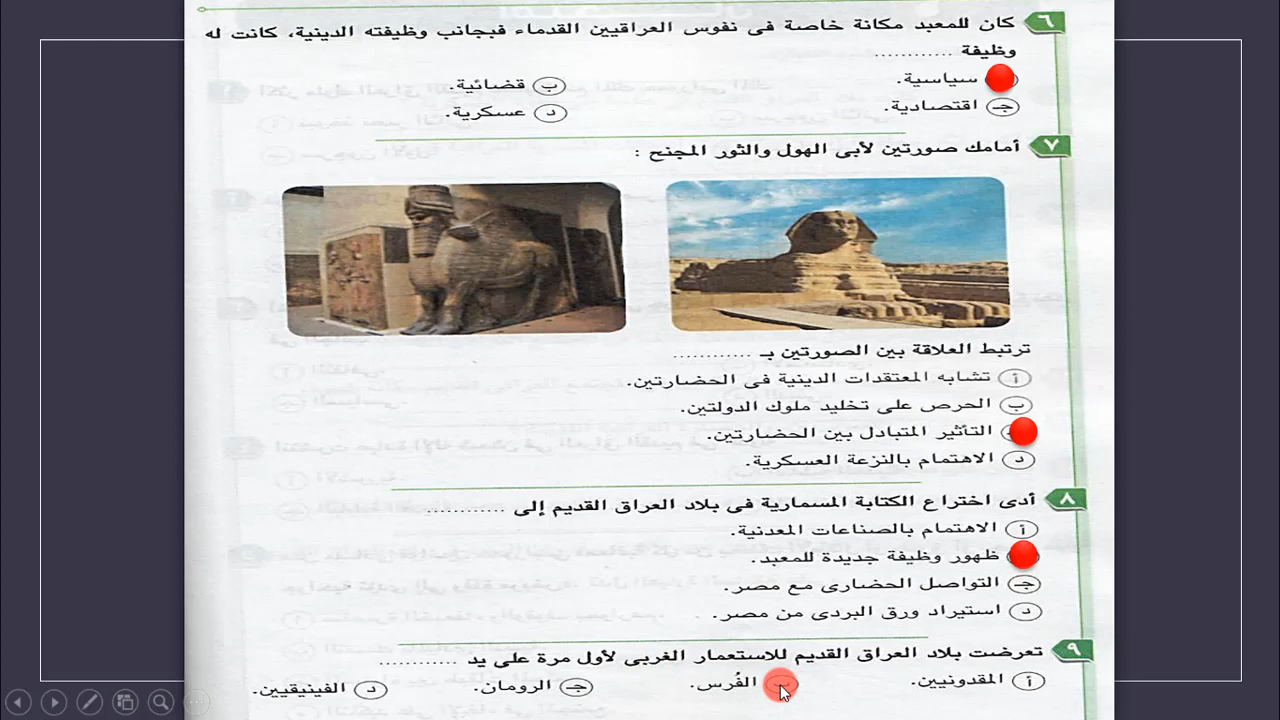 ٦ كان للمعبد مكانة خاصة فى نفوس العراقيين القدماء فبجانب وظيفته الدينية، كانت له
وظيفة ............
سياسية. ب قضائية.
جـ اقتصادية. د عسكرية.
٧ أمامك صورتين لأبى الهول والثور المجنح :
ترتبط العلاقة بين الصورتين بـ ............
أ تشابه المعتقدات الدينية فى الحضارتين.
ب الحرص على تخليد ملوك الدولتين.
التأثير المتبادل بين الحضارتين.
د الاهتمام بالنزعة العسكرية.
٨ أدى اختراع الكتابة المسمارية فى بلاد العراق القديم إلى ............
أ الاهتمام بالصناعات المعدنية.
ظهور وظيفة جديدة للمعبد.
جـ التواصل الحضارى مع مصر.
د استيراد ورق البردى من مصر.
٩ تعرضت بلاد العراق القديم للاستعمار الغربى لأول مرة على يد ............
أ المقدونيين. ب الفُرس. جـ الرومان. د الفينيقيين.